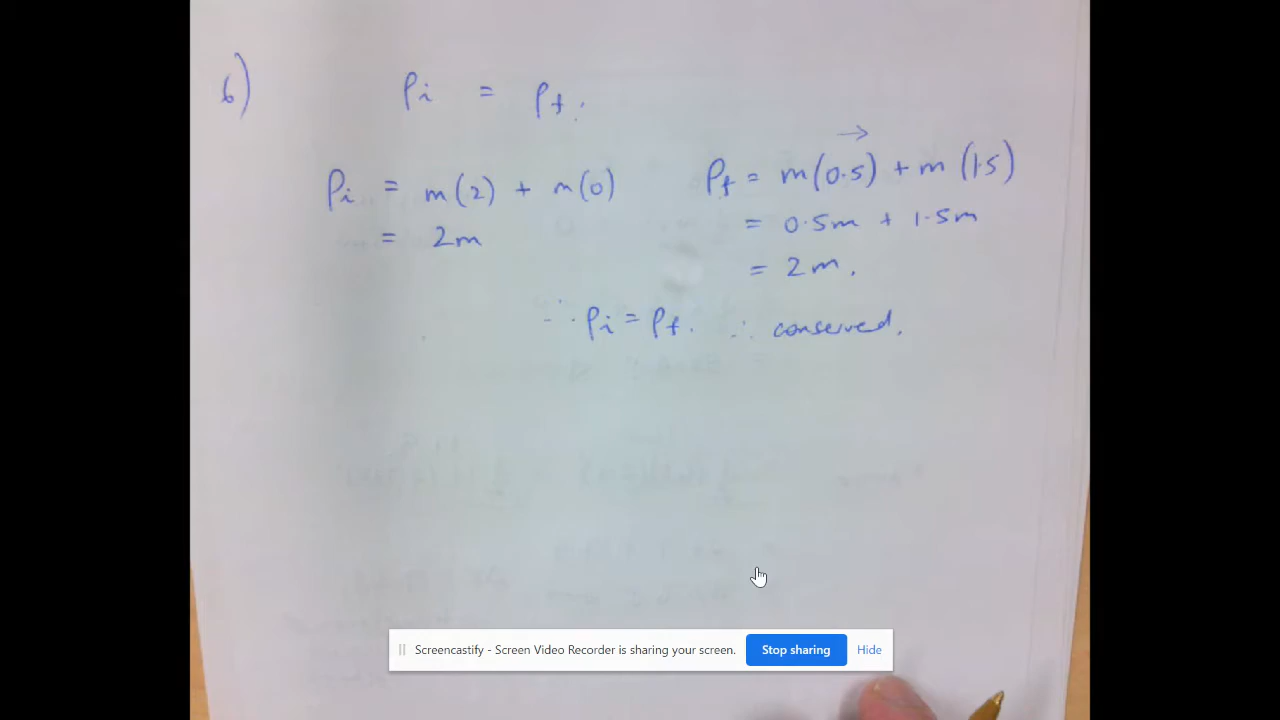 6) Pi = Pf.
Pi = m(2) + m(0)
= 2m
Pf = m(0.5) + m(1.5)
= 0.5m + 1.5m
= 2m.
∴ Pi = Pf. ∴ conserved.
Screencastify - Screen Video Recorder is sharing your screen. Stop sharing Hide